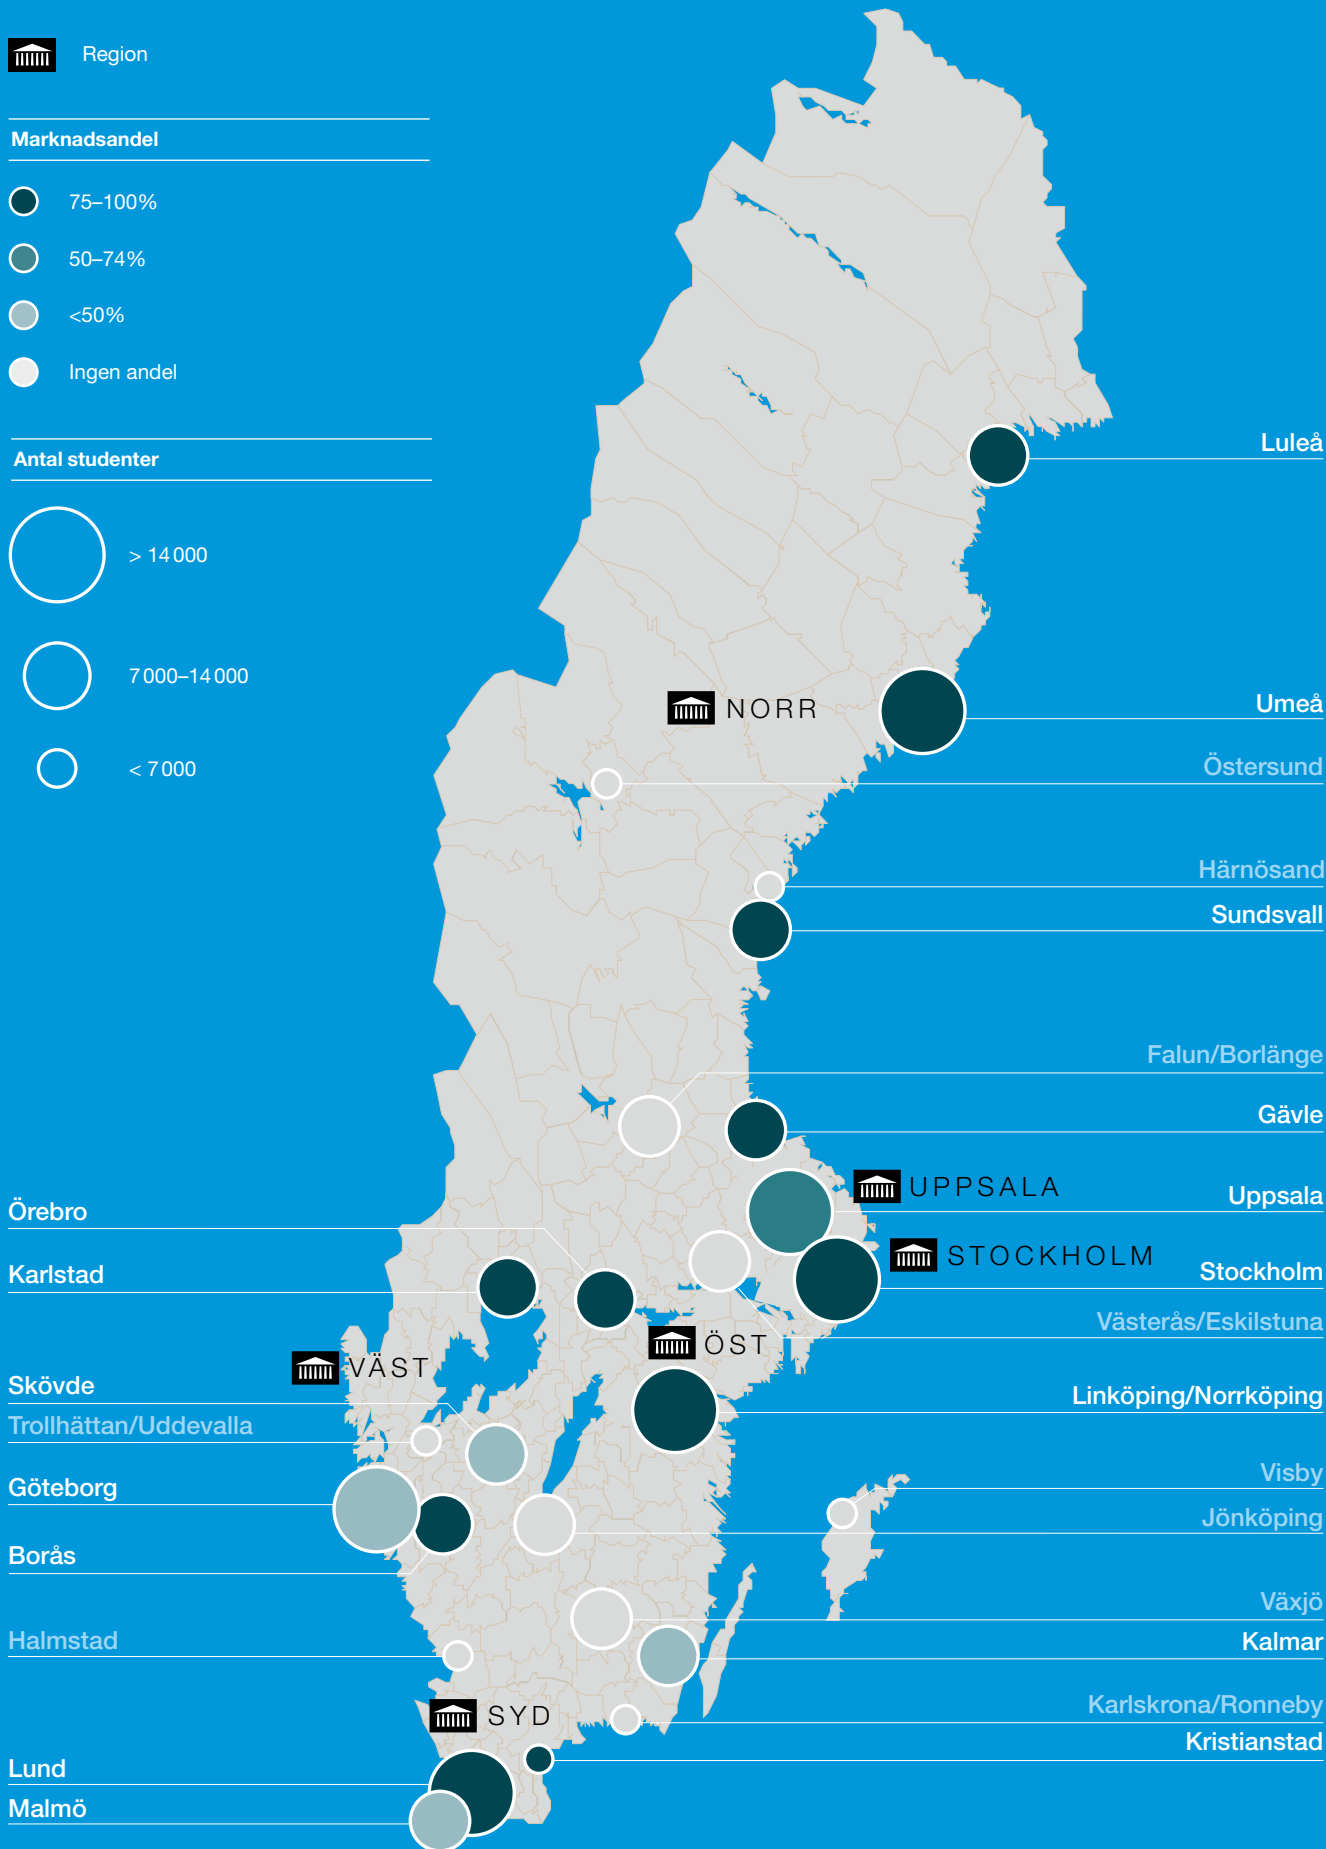 Region
Marknadsandel
75–100%
50–74%
<50%
Ingen andel
Antal studenter
> 14 000
7 000–14 000
< 7 000
Luleå
NORR
Umeå
Östersund
Härnösand
Sundsvall
Falun/Borlänge
Gävle
UPPSALA
Uppsala
Örebro
STOCKHOLM
Stockholm
Karlstad
Västerås/Eskilstuna
ÖST
VÄST
Skövde
Linköping/Norrköping
Trollhättan/Uddevalla
Visby
Göteborg
Jönköping
Borås
Växjö
Halmstad
Kalmar
Karlskrona/Ronneby
SYD
Kristianstad
Lund
Malmö